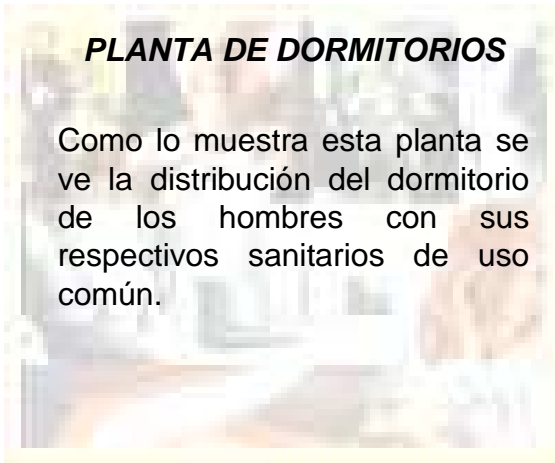 PLANTA DE DORMITORIOS
Como lo muestra esta planta se
ve la distribución del dormitorio
de los hombres con sus
respectivos sanitarios de uso
común.